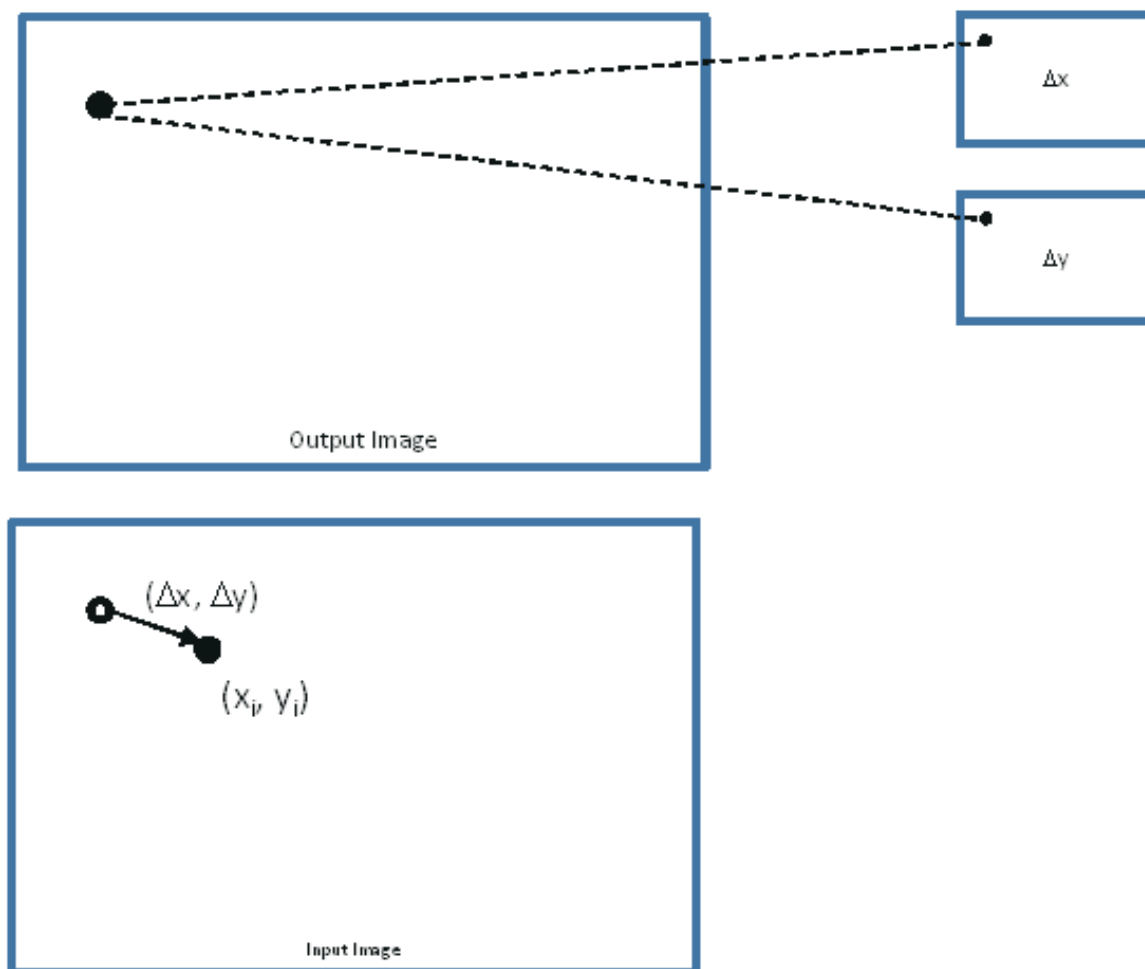 Δx
Δy
Output Image
(Δx, Δy)
(xᵢ, yᵢ)
Input Image